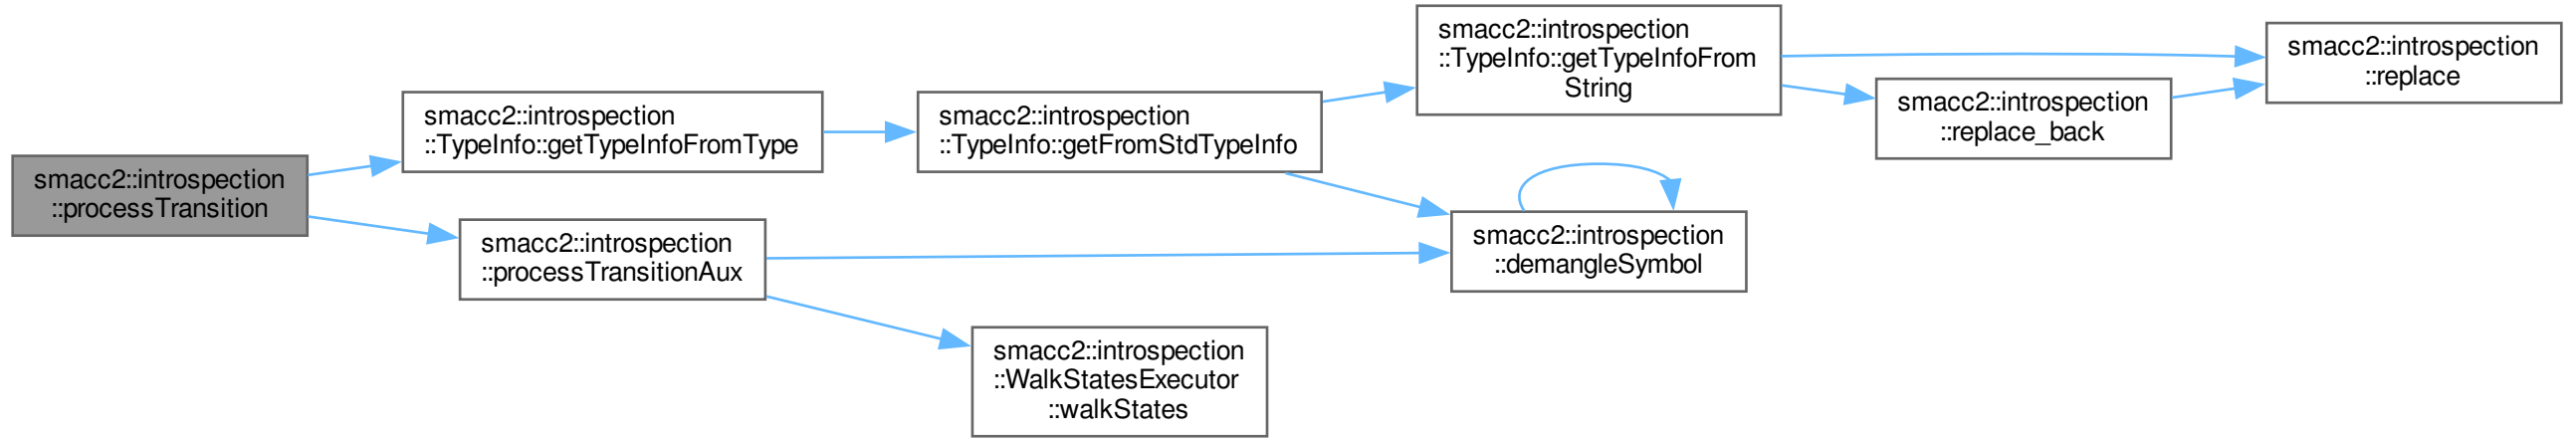 smacc2::introspection
::processTransition
smacc2::introspection
::TypeInfo::getTypeInfoFromType
smacc2::introspection
::TypeInfo::getFromStdTypeInfo
smacc2::introspection
::TypeInfo::getTypeInfoFrom
String
smacc2::introspection
::replace
smacc2::introspection
::replace_back
smacc2::introspection
::demangleSymbol
smacc2::introspection
::processTransitionAux
smacc2::introspection
::WalkStatesExecutor
::walkStates